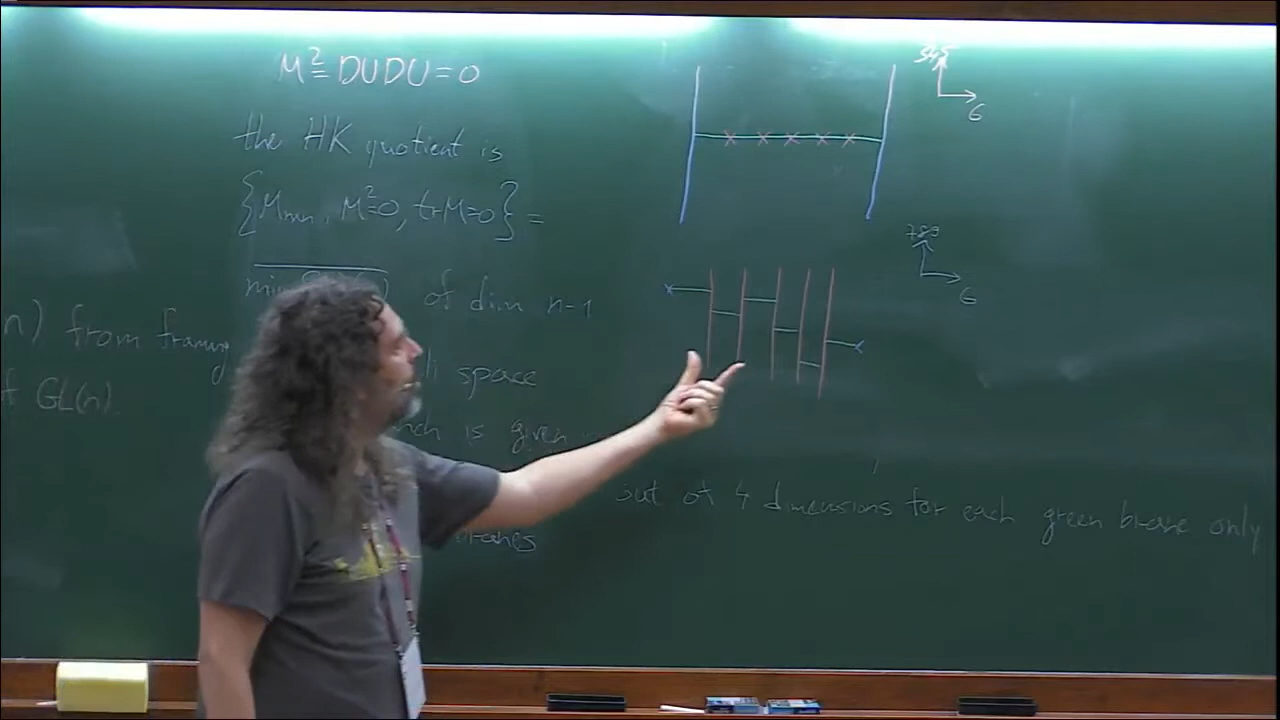 M² = DUDU = 0
the HK quotient is
{M_{n×n}, M²=0, trM=0} =
of dim n-1
n) from framing
space
of GL(n).
is given
branes
345
6
789
6
out of 4 dimensions for each green brane only